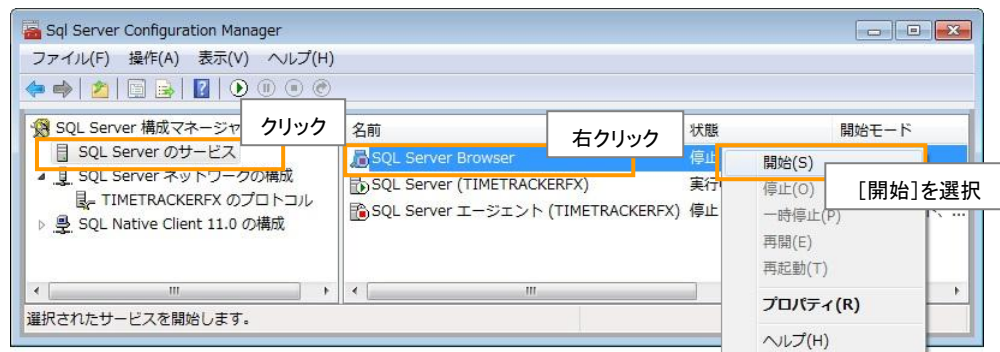 Sql Server Configuration Manager
ファイル(F) 操作(A) 表示(V) ヘルプ(H)
SQL Server 構成マネージャ
クリック
SQL Server のサービス
SQL Server ネットワークの構成
TIMETRACKERFX のプロトコル
SQL Native Client 11.0 の構成
名前 状態 開始モード
右クリック
SQL Server Browser 停止
SQL Server (TIMETRACKERFX) 実行
SQL Server エージェント (TIMETRACKERFX) 停止
開始(S)
[開始]を選択
停止(O)
一時停止(P)
再開(E)
再起動(T)
プロパティ(R)
ヘルプ(H)
選択されたサービスを開始します。